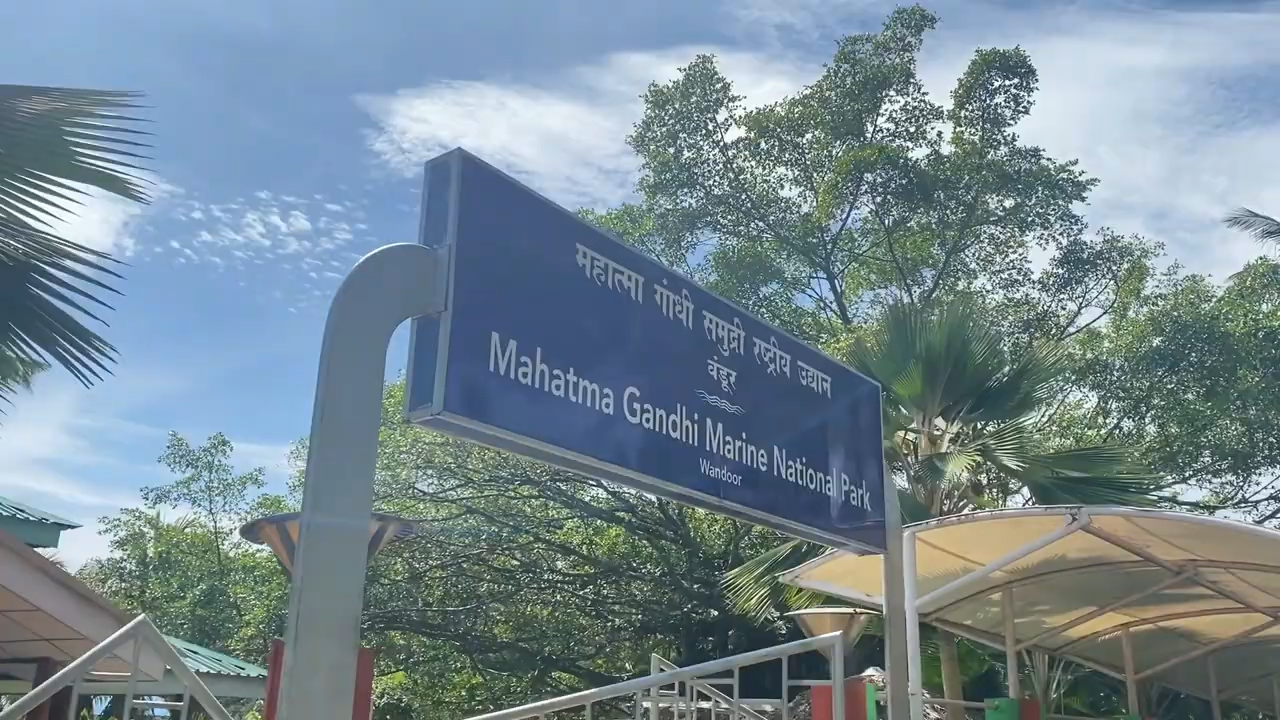 महात्मा गांधी समुद्री राष्ट्रीय उद्यान
वंडूर
Mahatma Gandhi Marine National Park
Wandoor